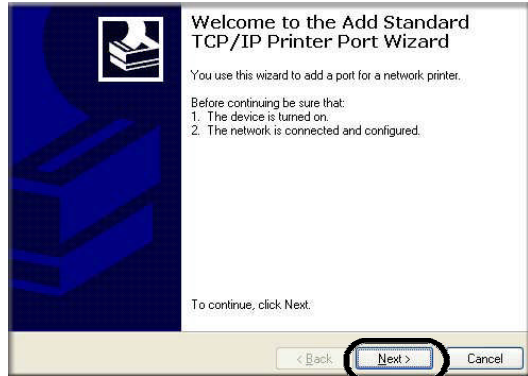 Welcome to the Add Standard
TCP/IP Printer Port Wizard
You use this wizard to add a port for a network printer.
Before continuing be sure that:
1. The device is turned on.
2. The network is connected and configured.
To continue, click Next.
< Back Next > Cancel